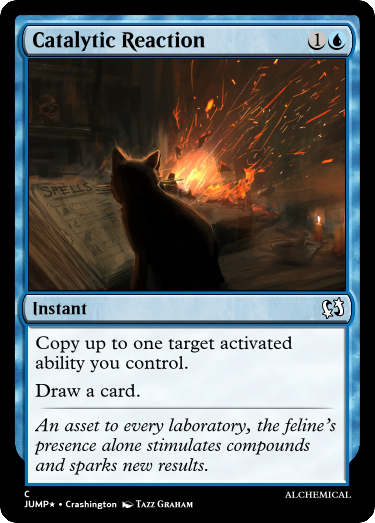 Catalytic Reaction 1
SPELLS
Instant
Copy up to one target activated
ability you control.
Draw a card.
An asset to every laboratory, the feline's
presence alone stimulates compounds
and sparks new results.
C ALCHEMICAL
JUMP★ • Crashington Tazz Graham